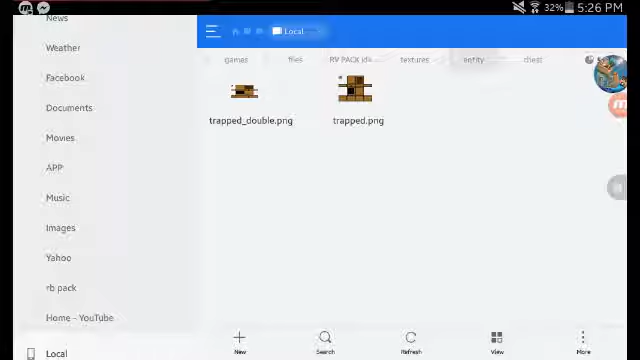 32% 5:26 PM
News
Weather
Facebook
Documents
Movies
APP
Music
Images
Yahoo
rb pack
Home - YouTube
Local
Local
games files RV PACK textures entity chest
trapped_double.png trapped.png
New Search Refresh View More